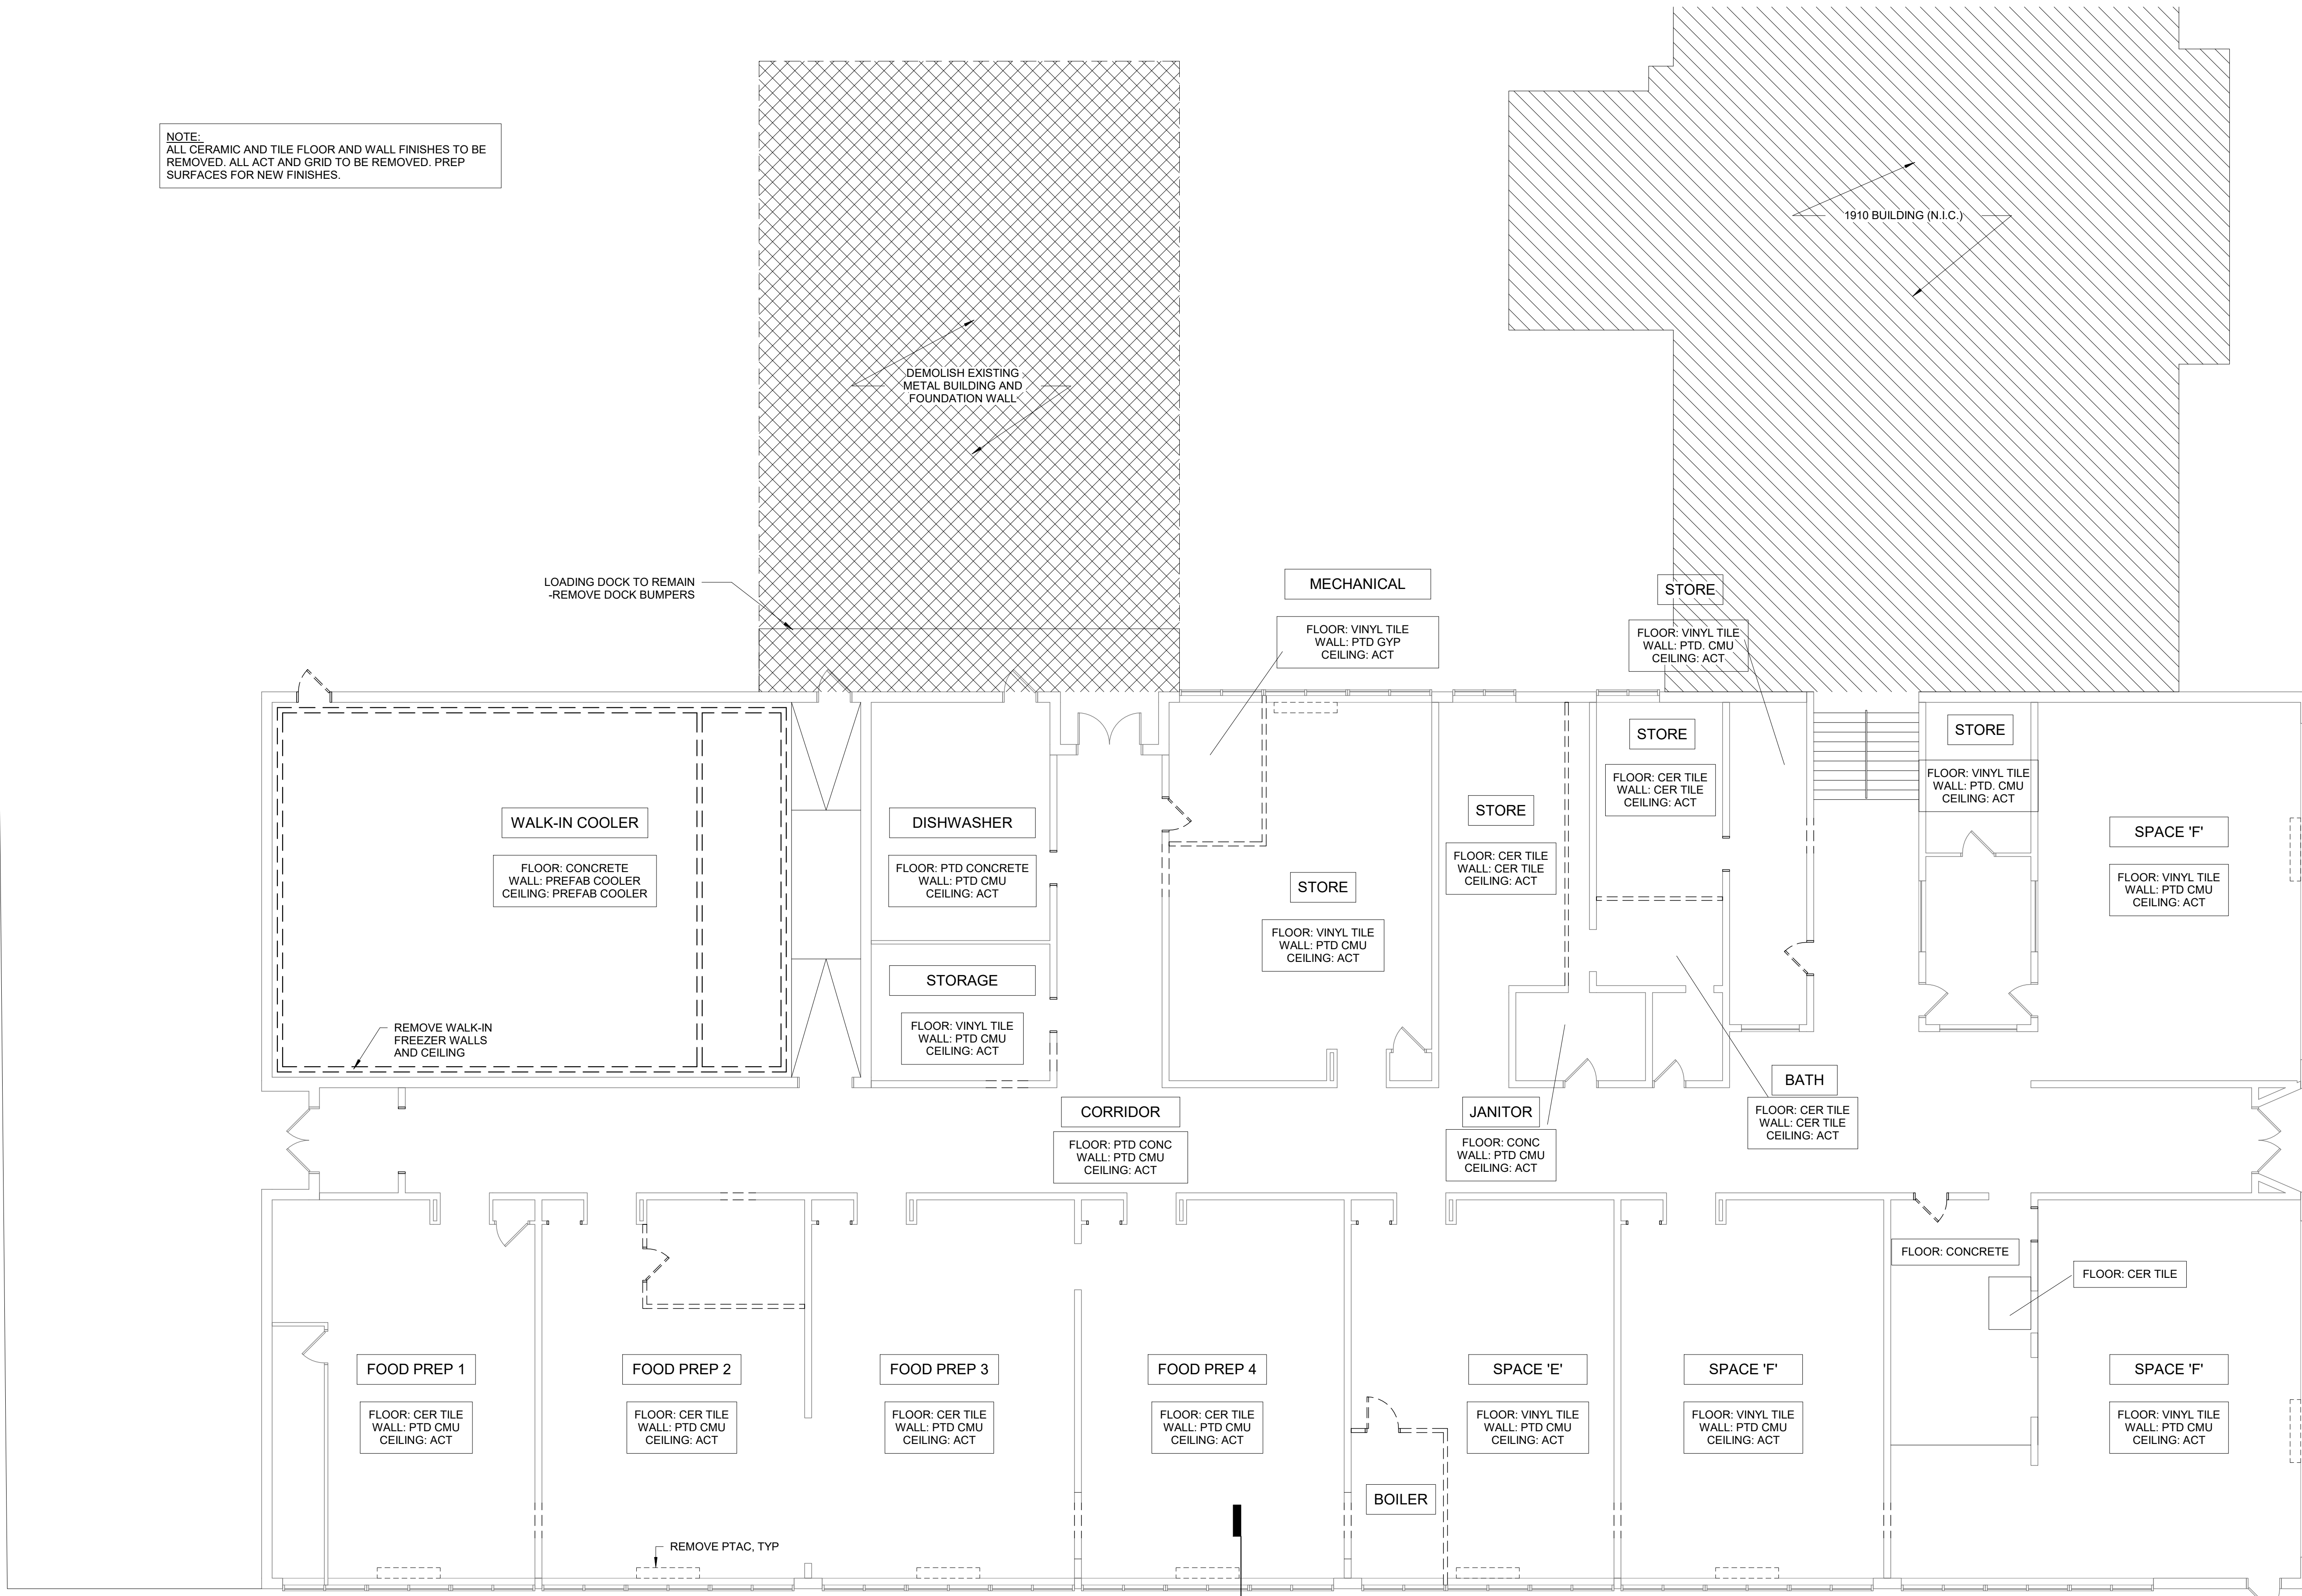 NOTE:
ALL CERAMIC AND TILE FLOOR AND WALL FINISHES TO BE
REMOVED. ALL ACT AND GRID TO BE REMOVED. PREP
SURFACES FOR NEW FINISHES.
1910 BUILDING (N.I.C.)
DEMOLISH EXISTING
METAL BUILDING AND
FOUNDATION WALL
LOADING DOCK TO REMAIN
-REMOVE DOCK BUMPERS
MECHANICAL
FLOOR: VINYL TILE
WALL: PTD GYP
CEILING: ACT
STORE
FLOOR: VINYL TILE
WALL: PTD. CMU
CEILING: ACT
WALK-IN COOLER
FLOOR: CONCRETE
WALL: PREFAB COOLER
CEILING: PREFAB COOLER
REMOVE WALK-IN
FREEZER WALLS
AND CEILING
DISHWASHER
FLOOR: PTD CONCRETE
WALL: PTD CMU
CEILING: ACT
STORAGE
FLOOR: VINYL TILE
WALL: PTD CMU
CEILING: ACT
STORE
FLOOR: VINYL TILE
WALL: PTD CMU
CEILING: ACT
STORE
FLOOR: CER TILE
WALL: CER TILE
CEILING: ACT
STORE
FLOOR: CER TILE
WALL: CER TILE
CEILING: ACT
STORE
FLOOR: VINYL TILE
WALL: PTD. CMU
CEILING: ACT
SPACE 'F'
FLOOR: VINYL TILE
WALL: PTD CMU
CEILING: ACT
CORRIDOR
FLOOR: PTD CONC
WALL: PTD CMU
CEILING: ACT
JANITOR
FLOOR: CONC
WALL: PTD CMU
CEILING: ACT
BATH
FLOOR: CER TILE
WALL: CER TILE
CEILING: ACT
FLOOR: CONCRETE
FLOOR: CER TILE
FOOD PREP 1
FLOOR: CER TILE
WALL: PTD CMU
CEILING: ACT
FOOD PREP 2
FLOOR: CER TILE
WALL: PTD CMU
CEILING: ACT
FOOD PREP 3
FLOOR: CER TILE
WALL: PTD CMU
CEILING: ACT
FOOD PREP 4
FLOOR: CER TILE
WALL: PTD CMU
CEILING: ACT
SPACE 'E'
FLOOR: VINYL TILE
WALL: PTD CMU
CEILING: ACT
SPACE 'F'
FLOOR: VINYL TILE
WALL: PTD CMU
CEILING: ACT
SPACE 'F'
FLOOR: VINYL TILE
WALL: PTD CMU
CEILING: ACT
BOILER
REMOVE PTAC, TYP